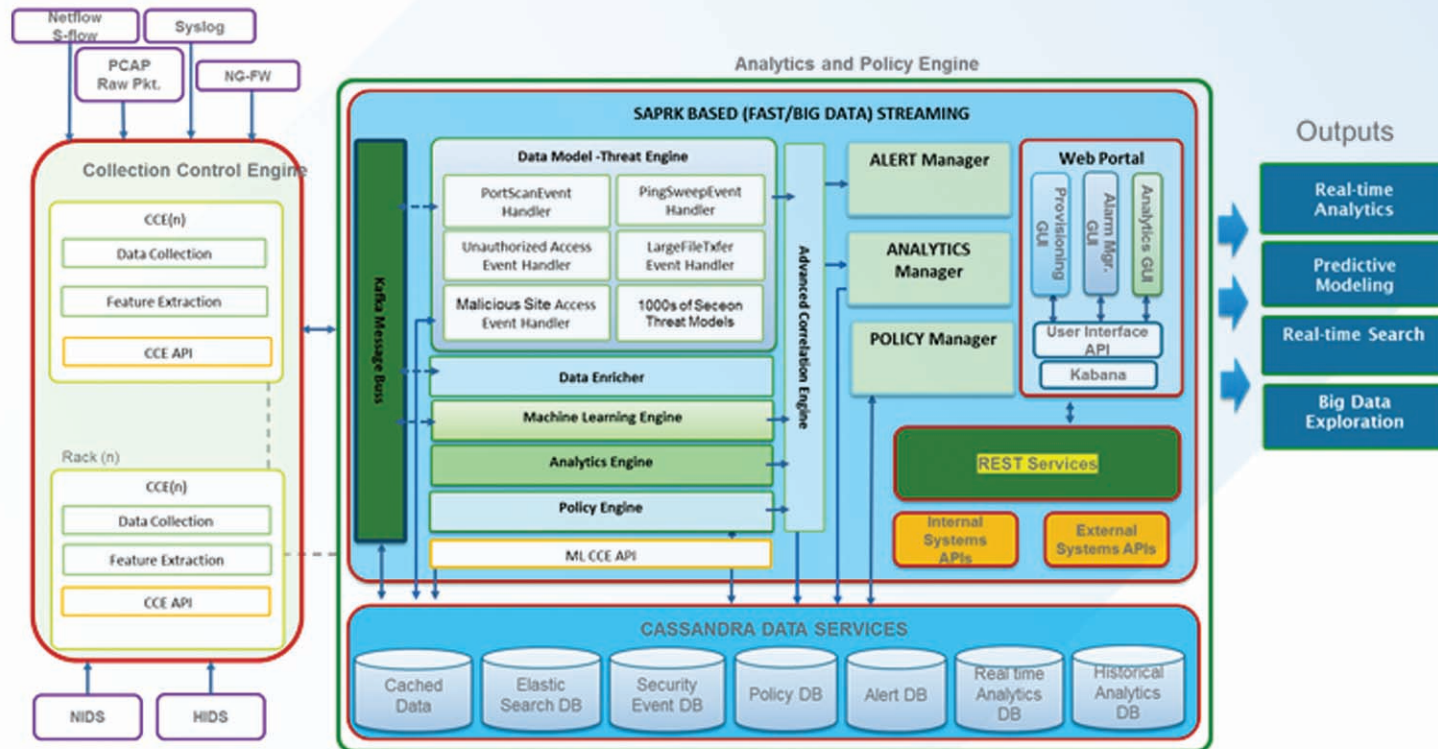 Netflow
S-flow
Syslog
PCAP
Raw Pkt.
NG-FW
Collection Control Engine
CCE(n)
Data Collection
Feature Extraction
CCE API
Rack (n)
CCE(n)
Data Collection
Feature Extraction
CCE API
NIDS
HIDS
Analytics and Policy Engine
SAPRK BASED (FAST/BIG DATA) STREAMING
Kafka Message Buss
Data Model -Threat Engine
PortScanEvent
Handler
PingSweepEvent
Handler
Unauthorized Access
Event Handler
LargeFileTxfer
Event Handler
Malicious Site Access
Event Handler
1000s of Seceon
Threat Models
Data Enricher
Machine Learning Engine
Analytics Engine
Policy Engine
ML CCE API
Advanced Correlation Engine
ALERT Manager
ANALYTICS
Manager
POLICY Manager
Web Portal
Provisioning
GUI
Alarm Mgr.
GUI
Analytics GUI
User Interface
API
Kabana
REST Services
Internal
Systems
APIs
External
Systems APIs
CASSANDRA DATA SERVICES
Cached
Data
Elastic
Search DB
Security
Event DB
Policy DB
Alert DB
Real time
Analytics
DB
Historical
Analytics
DB
Outputs
Real-time
Analytics
Predictive
Modeling
Real-time Search
Big Data
Exploration